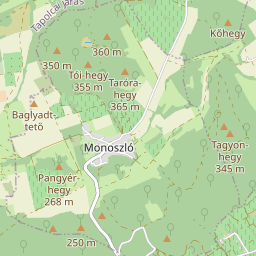 Tapolcai járás
Kőhegy
360 m
350 m
Tói-hegy
355 m
Taróra-
hegy
365 m
Baglyadt-
tető
Monoszló
Tagyon-
hegy
345 m
Pangyér-
hegy
268 m
250 m